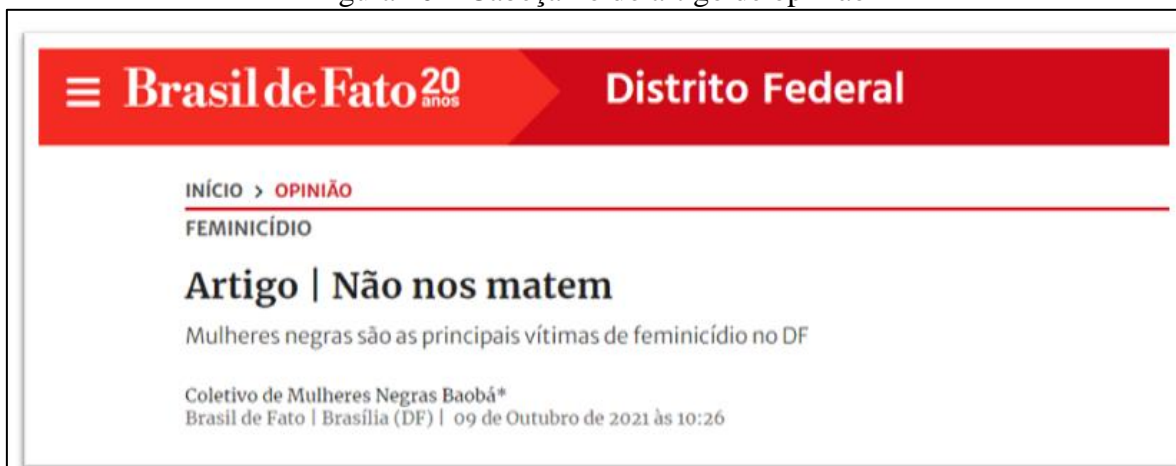 Brasil de Fato 20 anos
Distrito Federal
INÍCIO > OPINIÃO
FEMINICÍDIO
Artigo | Não nos matem
Mulheres negras são as principais vítimas de feminicídio no DF
Coletivo de Mulheres Negras Baobá*
Brasil de Fato | Brasília (DF) | 09 de Outubro de 2021 às 10:26